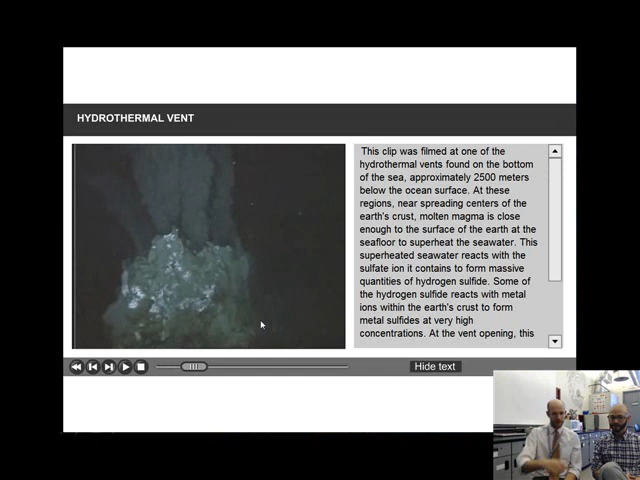 HYDROTHERMAL VENT
This clip was filmed at one of the
hydrothermal vents found on the bottom
of the sea, approximately 2500 meters
below the ocean surface. At these
regions, near spreading centers of the
earth's crust, molten magma is close
enough to the surface of the earth at the
seafloor to superheat the seawater. This
superheated seawater reacts with the
sulfate ion it contains to form massive
quantities of hydrogen sulfide. Some of
the hydrogen sulfide reacts with metal
ions within the earth's crust to form
metal sulfides at very high
concentrations. At the vent opening, this
Hide text